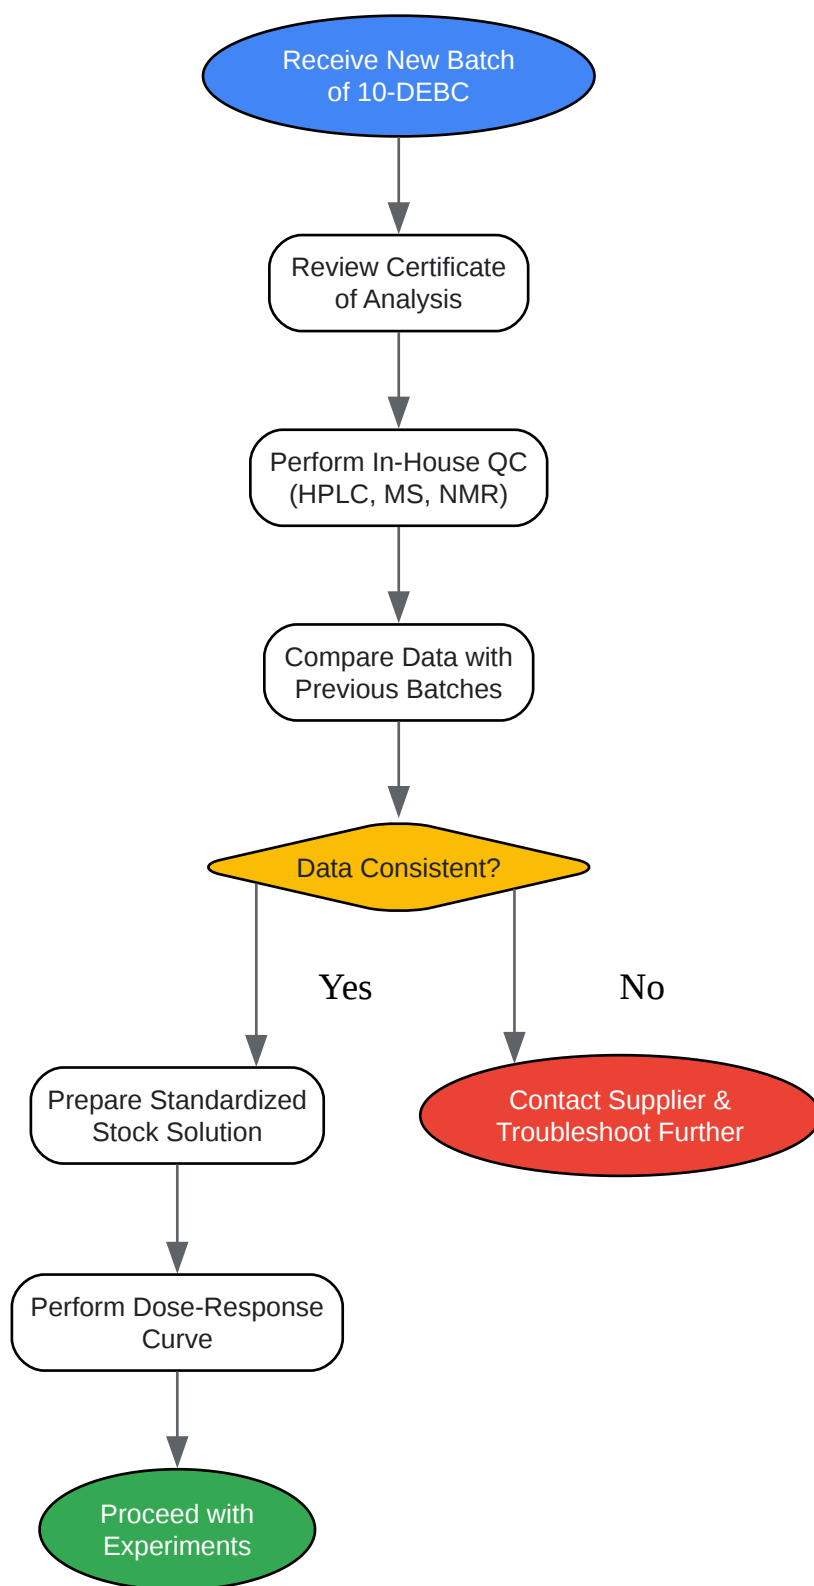 Receive New Batch
of 10-DEBC
Review Certificate
of Analysis
Perform In-House QC
(HPLC, MS, NMR)
Compare Data with
Previous Batches
Data Consistent?
Yes
No
Prepare Standardized
Stock Solution
Contact Supplier &
Troubleshoot Further
Perform Dose-Response
Curve
Proceed with
Experiments